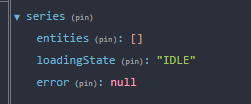 ▼ series (pin)
entities (pin): []
loadingState (pin): "IDLE"
error (pin): null